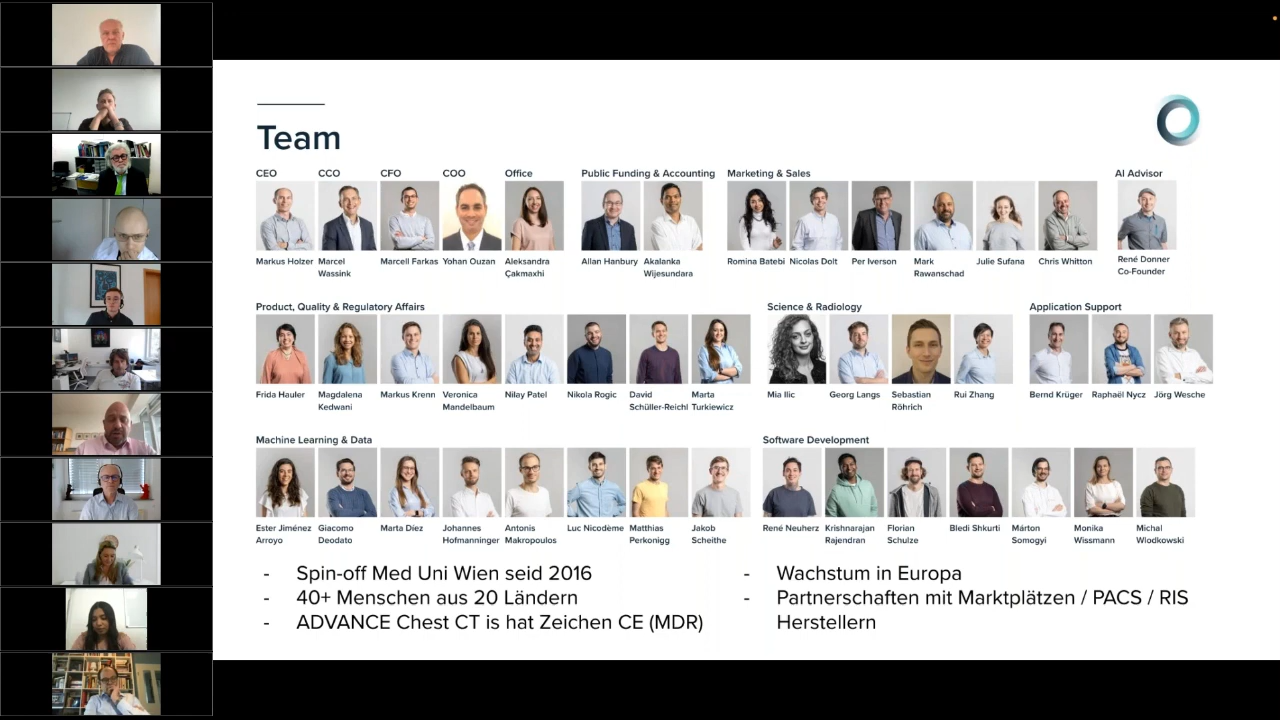 Team
CEO CCO CFO COO Office Public Funding & Accounting Marketing & Sales AI Advisor
Markus Holzer Marcel Marcell Farkas Yohan Ouzan Aleksandra Allan Hanbury Akalanka Romina Batebi Nicolas Dolt Per Iverson Mark Julie Sufana Chris Whitton René Donner
Wassink Çakmaxhi Wijesundara Rawanschad Co-Founder
Product, Quality & Regulatory Affairs Science & Radiology Application Support
Frida Hauler Magdalena Markus Krenn Veronica Nilay Patel Nikola Rogic David Marta Mia Ilic Georg Langs Sebastian Rui Zhang Bernd Krüger Raphaël Nycz Jörg Wesche
Kedwani Mandelbaum Schüller-Reichl Turkiewicz Röhrich
Machine Learning & Data Software Development
Ester Jiménez Giacomo Marta Díez Johannes Antonis Luc Nicodème Matthias Jakob René Neuherz Krishnarajan Florian Bledi Shkurti Márton Monika Michal
Arroyo Deodato Hofmanninger Makropoulos Perkonigg Scheithe Rajendran Schulze Somogyi Wissmann Wlodkowski
- Spin-off Med Uni Wien seid 2016
- 40+ Menschen aus 20 Ländern
- ADVANCE Chest CT is hat Zeichen CE (MDR)
- Wachstum in Europa
- Partnerschaften mit Marktplätzen / PACS / RIS
Herstellern